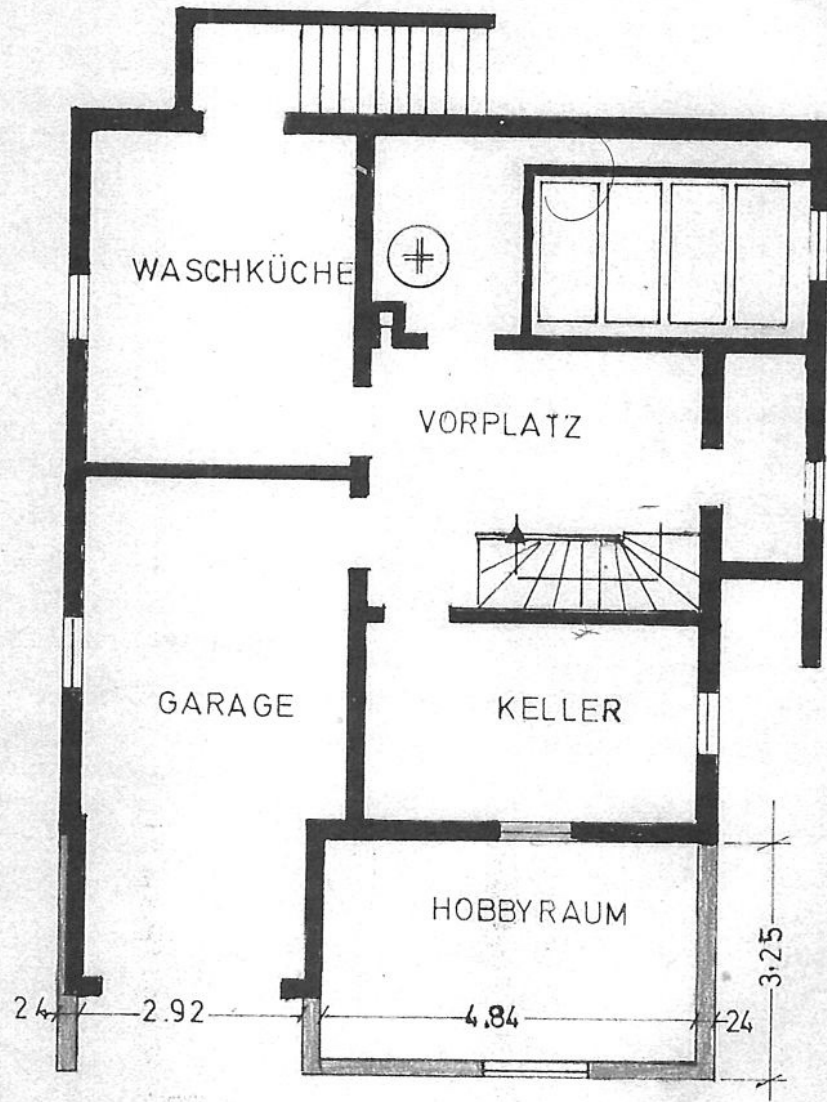 WASCHKÜCHE
VORPLATZ
GARAGE
KELLER
HOBBYRAUM
3,25
24
2.92
4.84
24